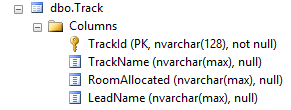 dbo.Track
Columns
TrackId (PK, nvarchar(128), not null)
TrackName (nvarchar(max), null)
RoomAllocated (nvarchar(max), null)
LeadName (nvarchar(max), null)